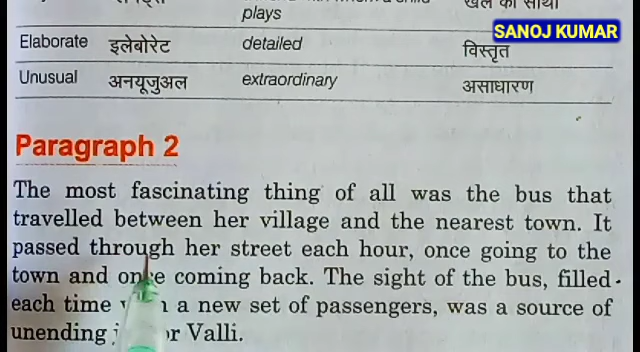 plays खेल का साथी
SANOJ KUMAR
Elaborate इलेबोरेट detailed विस्तृत
Unusual अनयूजुअल extraordinary असाधारण
Paragraph 2
The most fascinating thing of all was the bus that
travelled between her village and the nearest town. It
passed through her street each hour, once going to the
town and once coming back. The sight of the bus, filled
each time a new set of passengers, was a source of
unending Valli.